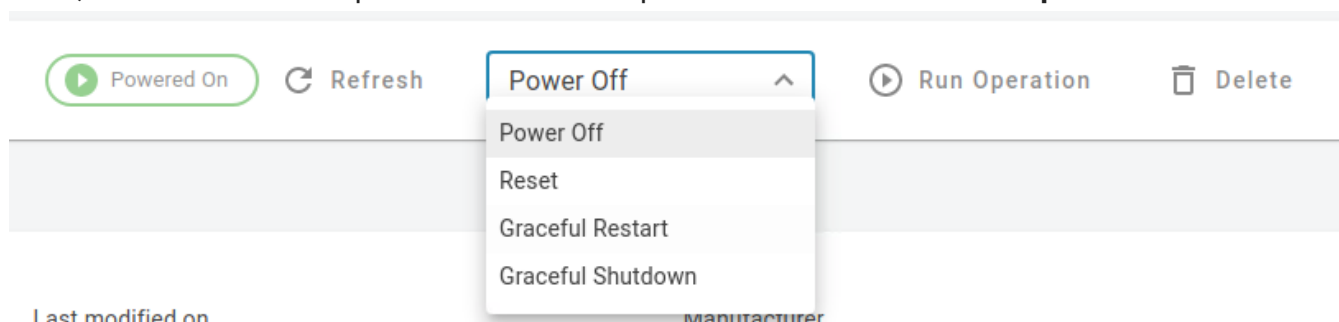 Powered On Refresh Power Off Run Operation Delete
Power Off
Reset
Graceful Restart
Graceful Shutdown
Last modified on Manufacturer